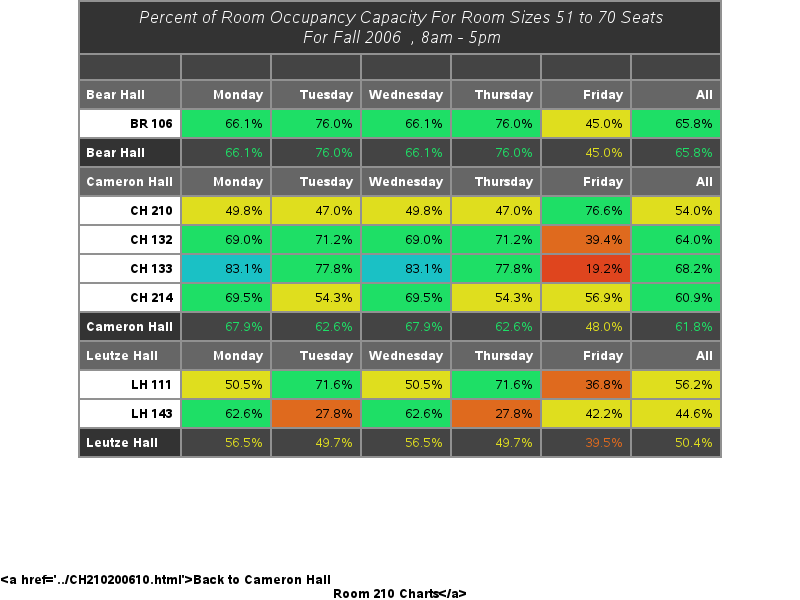 Percent of Room Occupancy Capacity For Room Sizes 51 to 70 Seats
For Fall 2006 , 8am - 5pm
Bear Hall Monday Tuesday Wednesday Thursday Friday All
BR 106 66.1% 76.0% 66.1% 76.0% 45.0% 65.8%
Bear Hall 66.1% 76.0% 66.1% 76.0% 45.0% 65.8%
Cameron Hall Monday Tuesday Wednesday Thursday Friday All
CH 210 49.8% 47.0% 49.8% 47.0% 76.6% 54.0%
CH 132 69.0% 71.2% 69.0% 71.2% 39.4% 64.0%
CH 133 83.1% 77.8% 83.1% 77.8% 19.2% 68.2%
CH 214 69.5% 54.3% 69.5% 54.3% 56.9% 60.9%
Cameron Hall 67.9% 62.6% 67.9% 62.6% 48.0% 61.8%
Leutze Hall Monday Tuesday Wednesday Thursday Friday All
LH 111 50.5% 71.6% 50.5% 71.6% 36.8% 56.2%
LH 143 62.6% 27.8% 62.6% 27.8% 42.2% 44.6%
Leutze Hall 56.5% 49.7% 56.5% 49.7% 39.5% 50.4%
<a href='../CH210200610.html'>Back to Cameron Hall
Room 210 Charts</a>